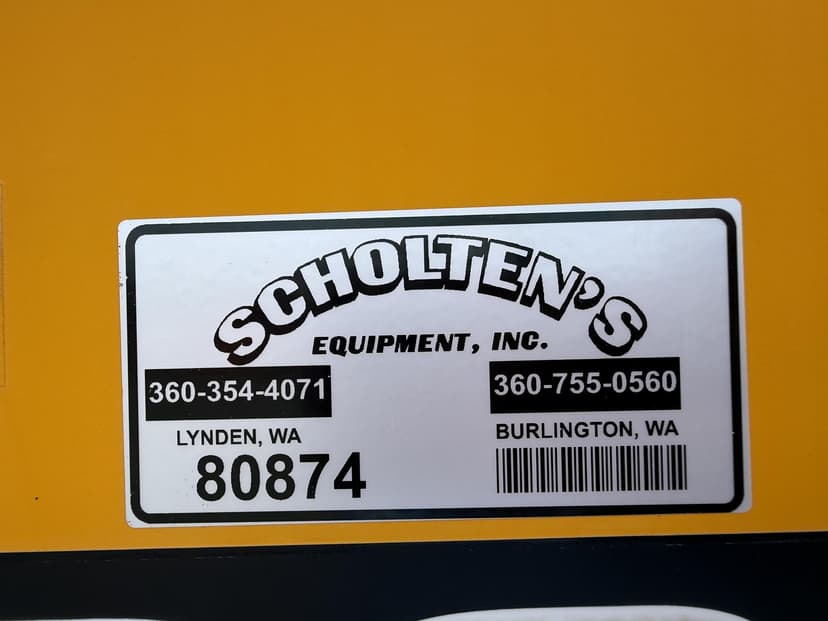 SCHOLTEN'S
EQUIPMENT, INC.
360-354-4071 360-755-0560
LYNDEN, WA BURLINGTON, WA
80874